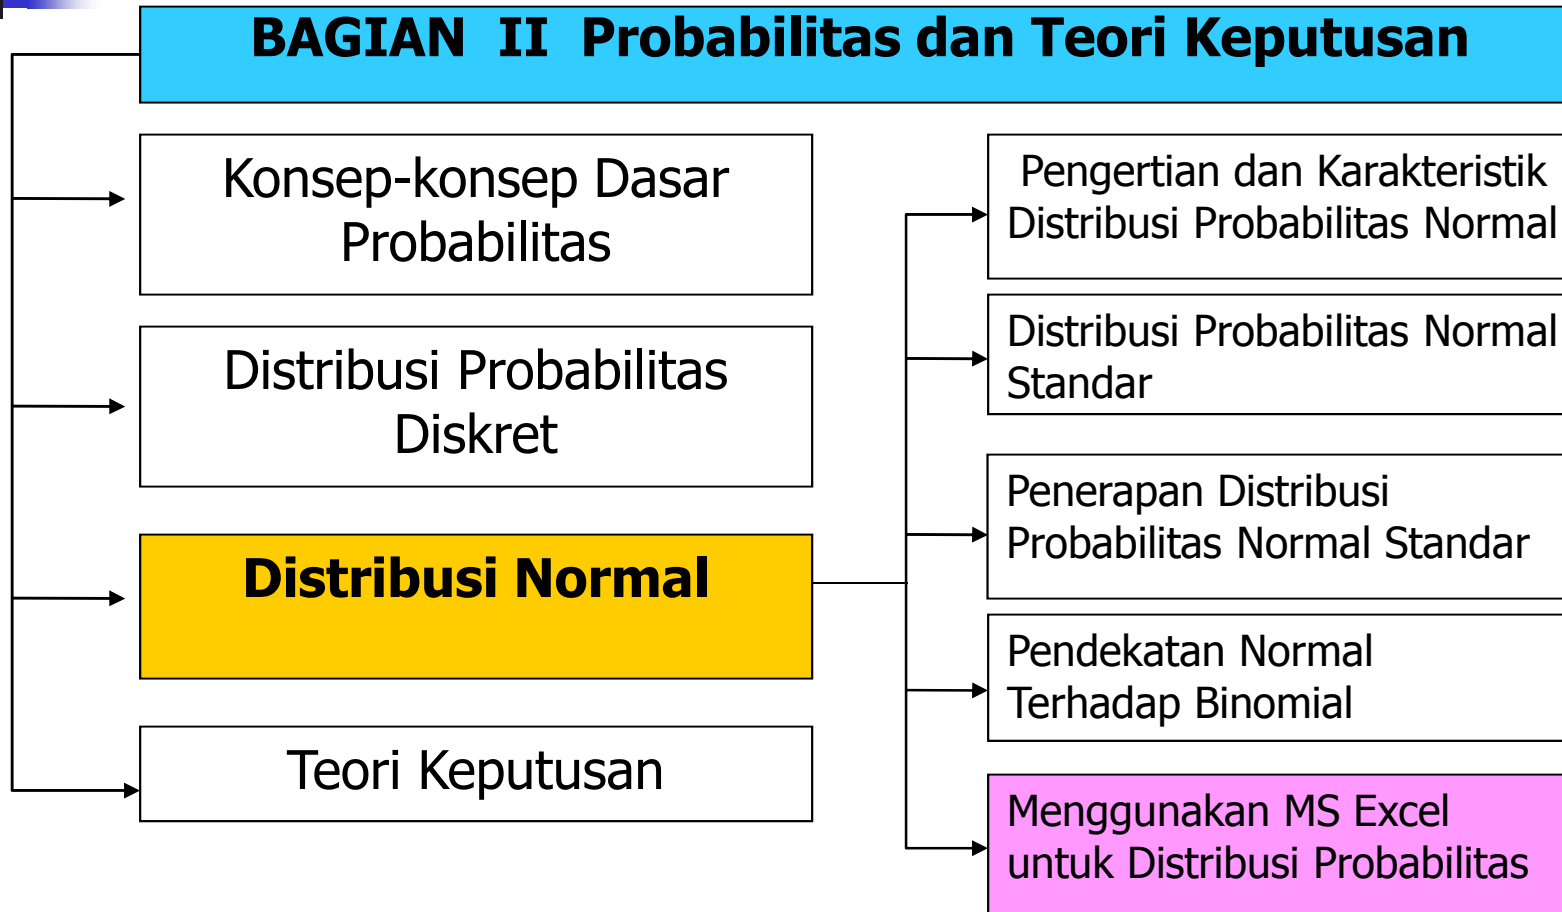 BAGIAN II Probabilitas dan Teori Keputusan
Konsep-konsep Dasar
Probabilitas
Distribusi Probabilitas
Diskret
Distribusi Normal
Teori Keputusan
Pengertian dan Karakteristik
Distribusi Probabilitas Normal
Distribusi Probabilitas Normal
Standar
Penerapan Distribusi
Probabilitas Normal Standar
Pendekatan Normal
Terhadap Binomial
Menggunakan MS Excel
untuk Distribusi Probabilitas